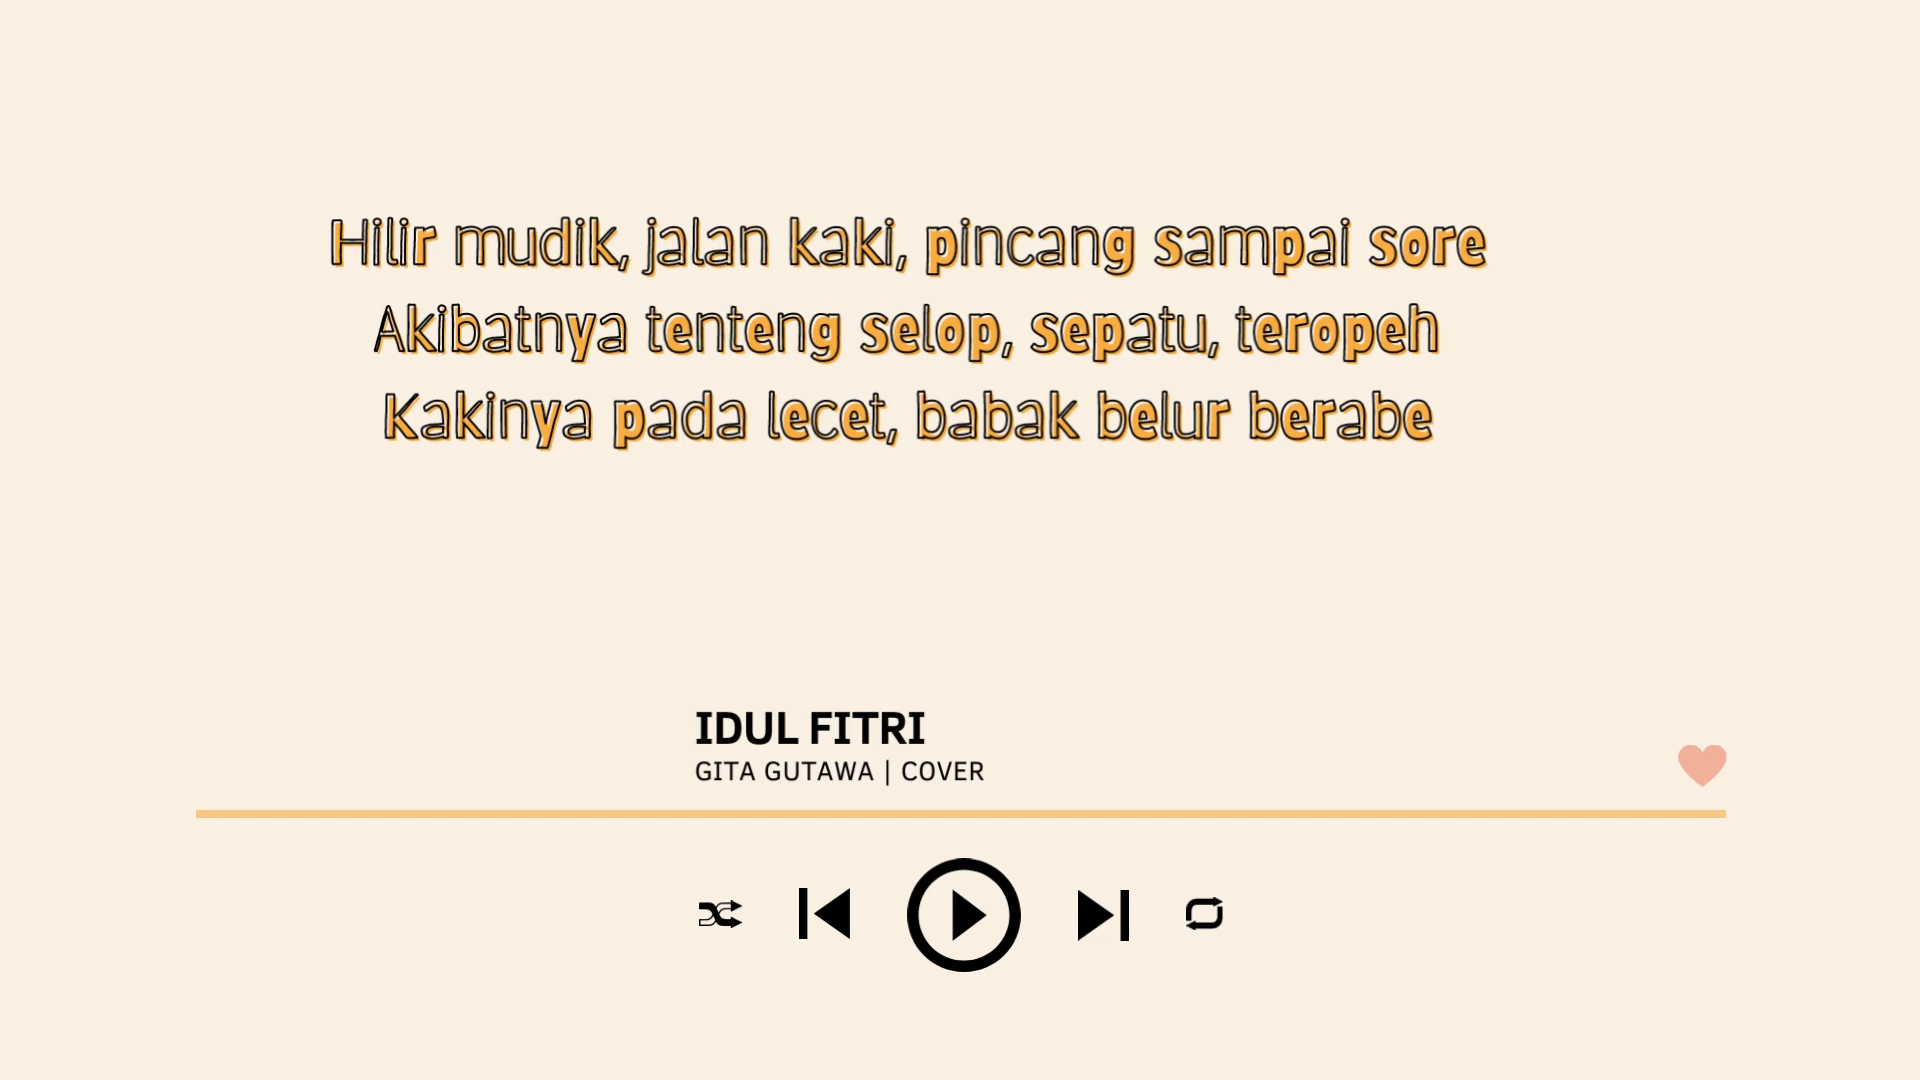 Hilir mudik, jalan kaki, pincang sampai sore
Akibatnya tenteng selop, sepatu, teropeh
Kakinya pada lecet, babak belur berabe
IDUL FITRI
GITA GUTAWA | COVER